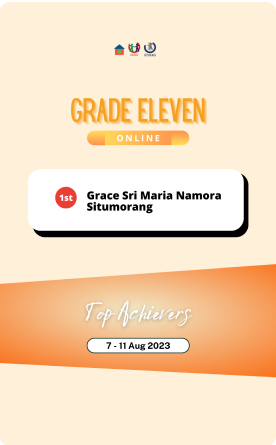 GRADE ELEVEN
ONLINE
1st
Grace Sri Maria Namora
Situmorang
Top Achievers
7 - 11 Aug 2023